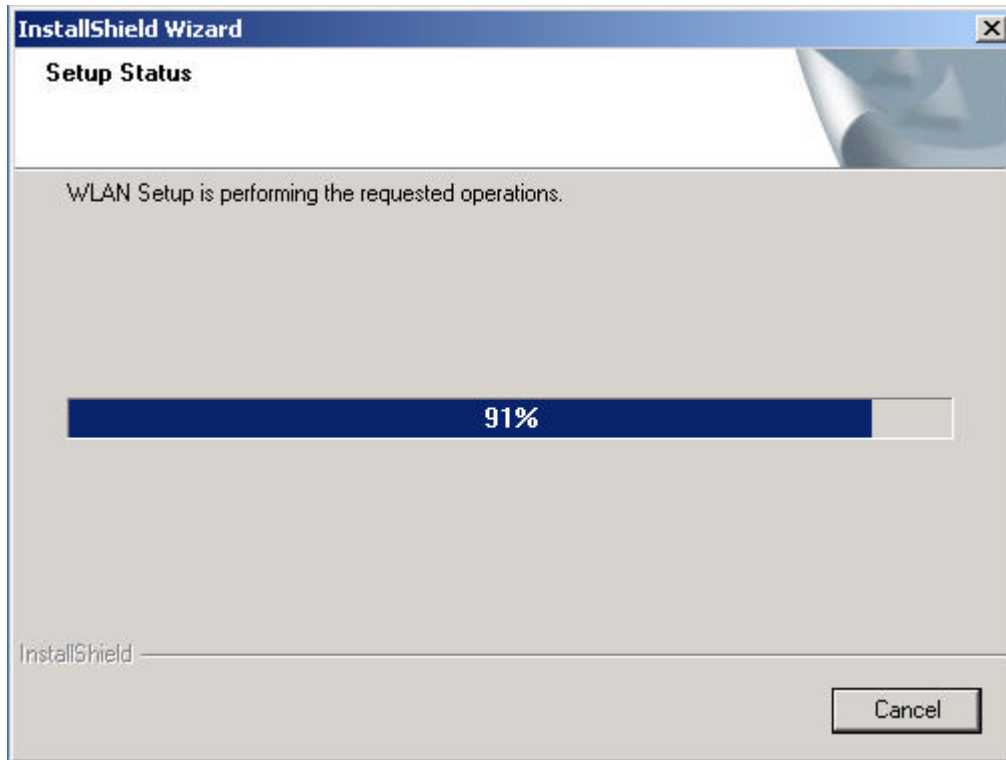 InstallShield Wizard
Setup Status
WLAN Setup is performing the requested operations.
91%
InstallShield
Cancel